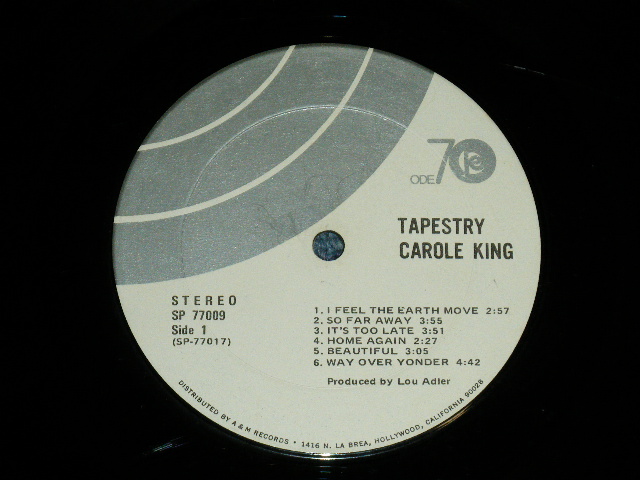 ODE 70
TAPESTRY
CAROLE KING
STEREO
SP 77009
Side 1
(SP-77017)
1. I FEEL THE EARTH MOVE 2:57
2. SO FAR AWAY 3:55
3. IT'S TOO LATE 3:51
4. HOME AGAIN 2:27
5. BEAUTIFUL 3:05
6. WAY OVER YONDER 4:42
Produced by Lou Adler
DISTRIBUTED BY A & M RECORDS • 1416 N. LA BREA, HOLLYWOOD, CALIFORNIA 90028